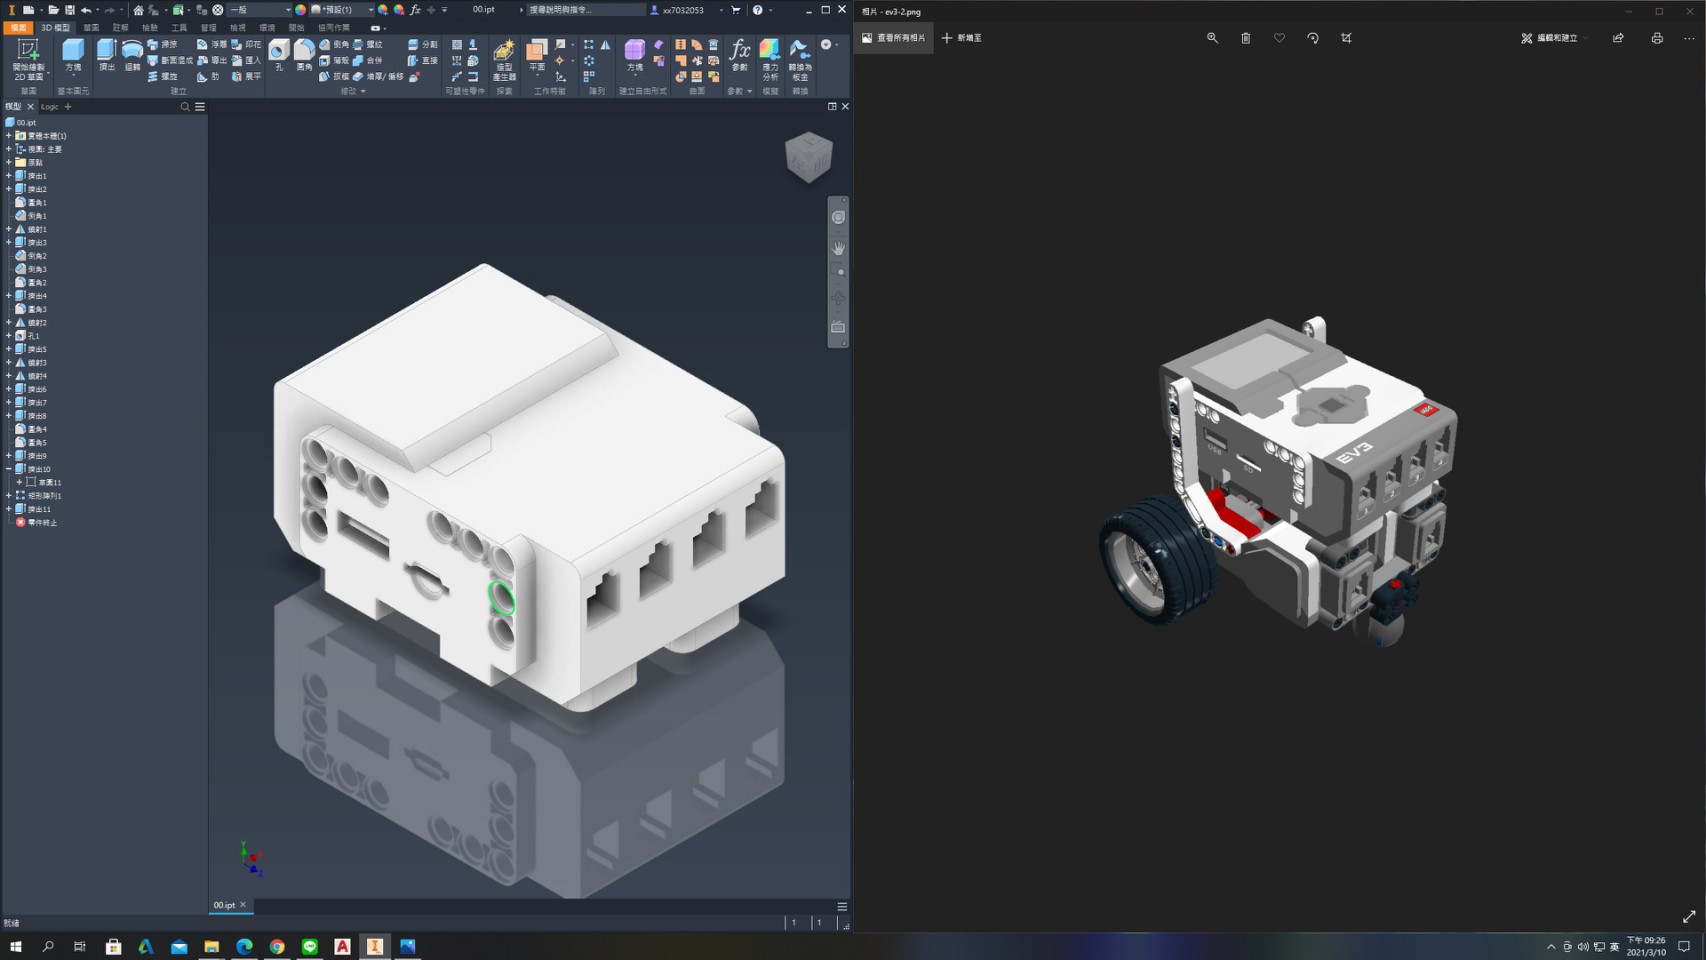 一般
*預設(1)
00.ipt
搜尋說明與指令...
xx7032053
檔案
3D 模型
草圖
註解
檢驗
工具
管理
檢視
環境
開始
協同作業
開始繪製
2D 草圖
方塊
擠出
迴轉
掃掠
斷面混成
螺旋
浮雕
導出
肋
印花
匯入
展平
孔
圓角
倒角
薄殼
拔模
螺紋
合併
增厚/ 偏移
分割
直接
造型
產生器
平面
方塊
參數
應力
分析
轉換為
板金
草圖
基本圖元
建立
修改
可塑性零件
探索
工作特徵
陣列
建立自由形式
曲面
參數
模擬
轉換
模型
iLogic
00.ipt
實體本體(1)
視圖: 主要
原點
擠出1
擠出2
圓角1
倒角1
鏡射1
擠出3
倒角2
倒角3
圓角2
擠出4
圓角3
鏡射2
孔1
擠出5
鏡射3
鏡射4
擠出6
擠出7
擠出8
圓角4
圓角5
擠出9
擠出10
草圖11
矩形陣列1
擠出11
零件終止
Y
Z
00.ipt
就緒
1
1
相片 - ev3-2.png
查看所有相片
新增至
編輯和建立
USB
SD
EV3
LEGO
1
2
3
4
英
下午 09:26
2021/3/10